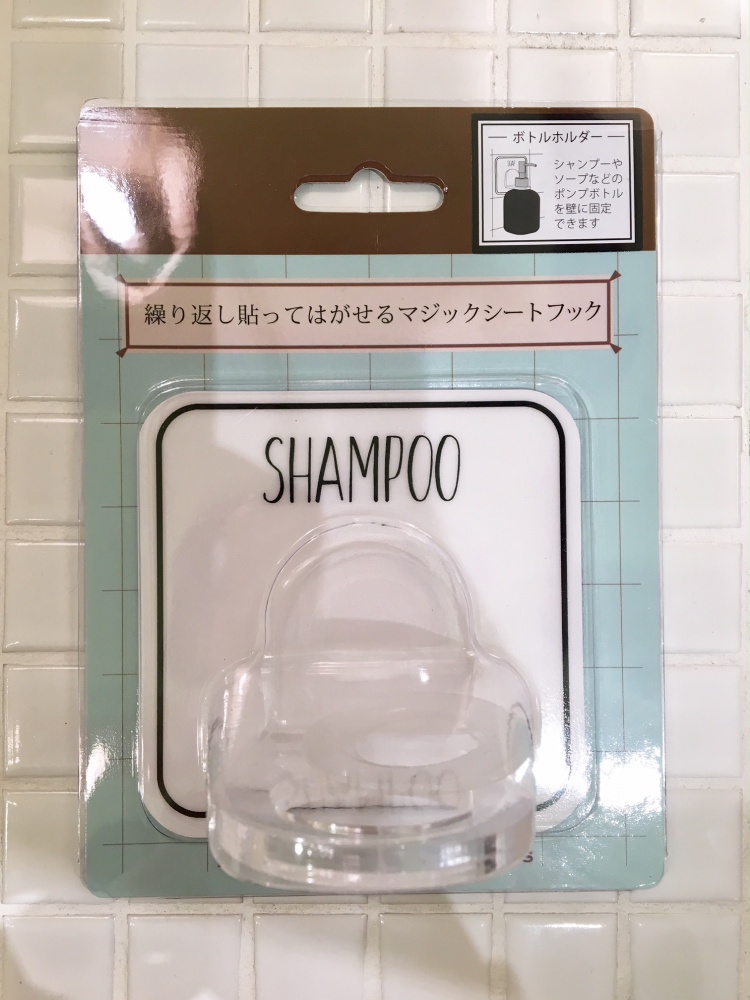 ボトルホルダー
シャンプーや
ソープなどの
ポンプボトル
を壁に固定
できます
繰り返し貼ってはがせるマジックシートフック
SHAMPOO